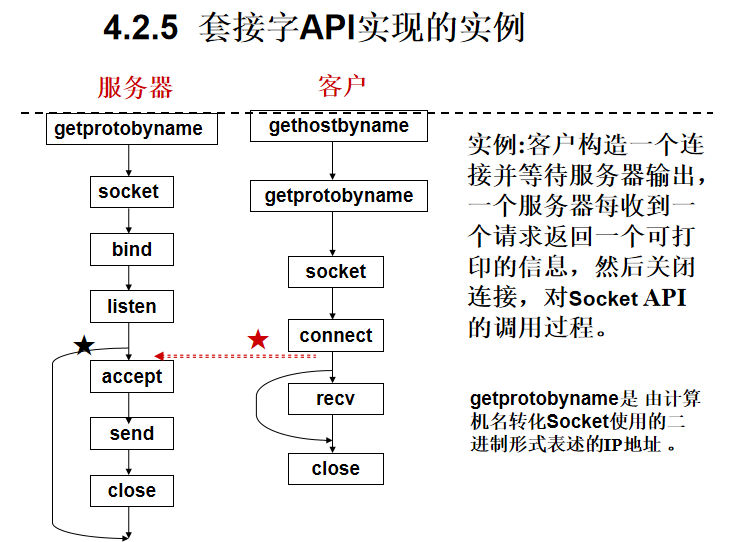 4.2.5 套接字API实现的实例
服务器
客户
getprotobyname
socket
bind
listen
accept
send
close
gethostbyname
getprotobyname
socket
connect
recv
close
实例:客户构造一个连
接并等待服务器输出，
一个服务器每收到一
个请求返回一个可打
印的信息，然后关闭
连接，对Socket API
的调用过程。
getprotobyname是 由计算
机名转化Socket使用的二
进制形式表述的IP地址 。